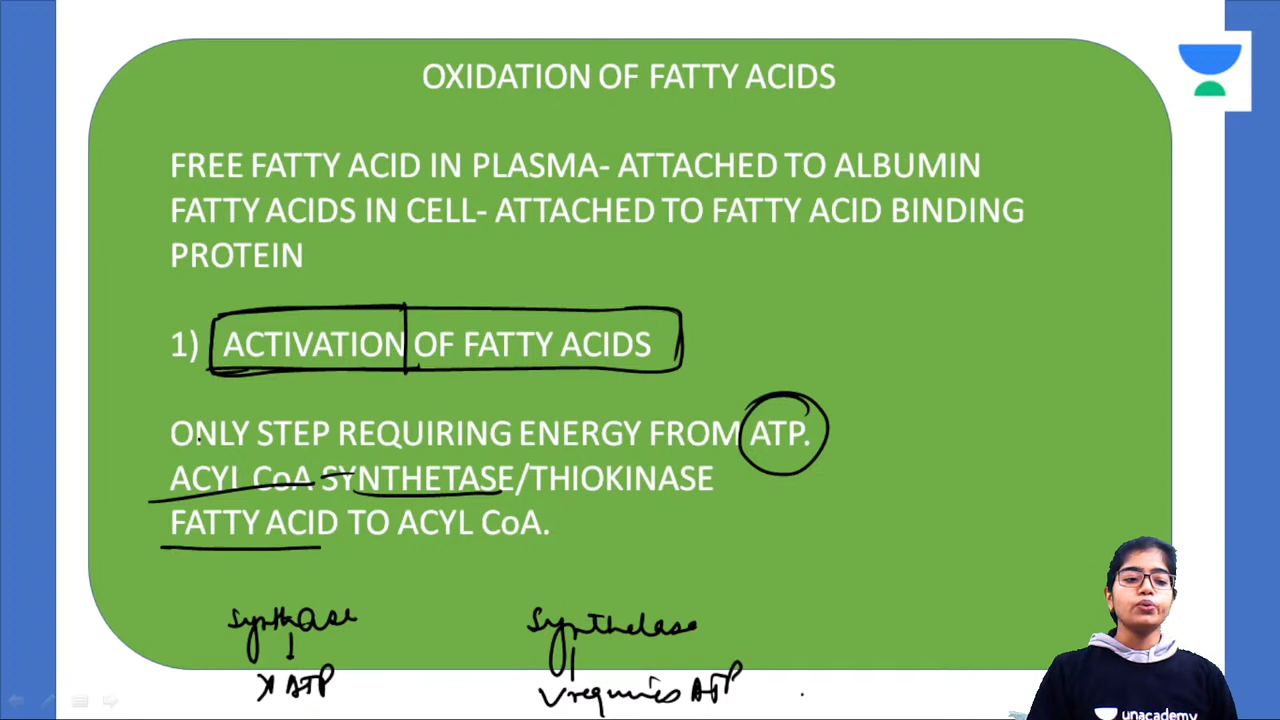 OXIDATION OF FATTY ACIDS
FREE FATTY ACID IN PLASMA- ATTACHED TO ALBUMIN
FATTY ACIDS IN CELL- ATTACHED TO FATTY ACID BINDING
PROTEIN
1) ACTIVATION OF FATTY ACIDS
ONLY STEP REQUIRING ENERGY FROM ATP.
ACYL CoA SYNTHETASE/THIOKINASE
FATTY ACID TO ACYL CoA.
Synthase Synthetase
X ATP ✓requires ATP
unacademy